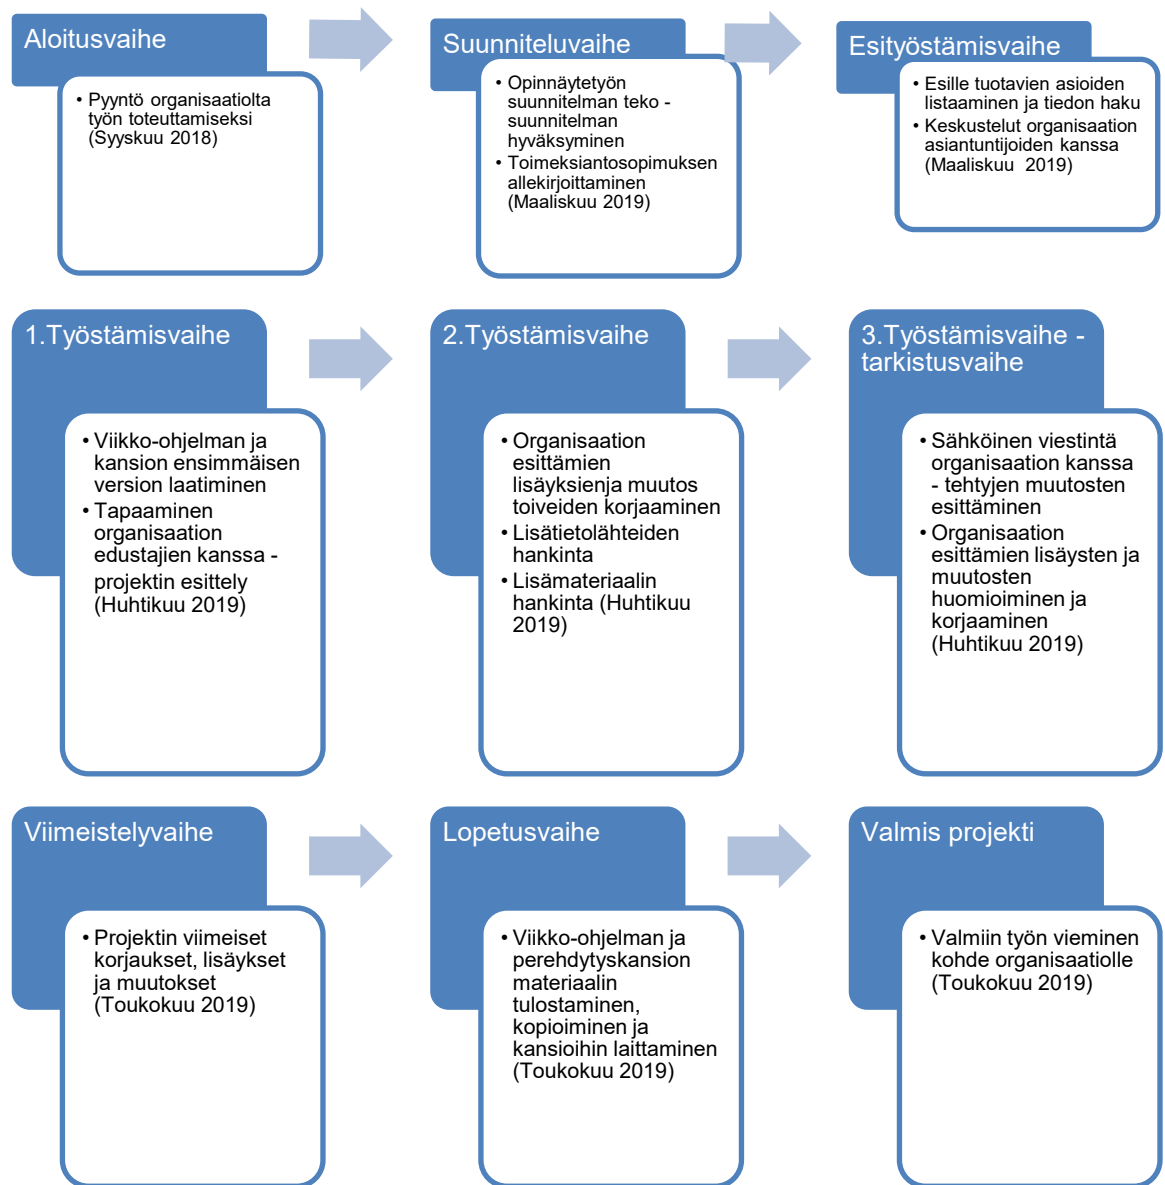 Aloitusvaihe
• Pyyntö organisaatiolta
työn toteuttamiseksi
(Syyskuu 2018)
Suunniteluvaihe
• Opinnäytetyön
suunnitelman teko -
suunnitelman
hyväksyminen
• Toimeksiantosopimuksen
allekirjoittaminen
(Maaliskuu 2019)
Esityöstämisvaihe
• Esille tuotavien asioiden
listaaminen ja tiedon haku
• Keskustelut organisaation
asiantuntijoiden kanssa
(Maaliskuu 2019)
1.Työstämisvaihe
• Viikko-ohjelman ja
kansion ensimmäisen
version laatiminen
• Tapaaminen
organisaation
edustajien kanssa -
projektin esittely
(Huhtikuu 2019)
2.Työstämisvaihe
• Organisaation
esittämien
lisäyksienja muutos
toiveiden korjaaminen
• Lisätietolähteiden
hankinta
• Lisämateriaalin
hankinta (Huhtikuu
2019)
3.Työstämisvaihe -
tarkistusvaihe
• Sähköinen viestintä
organisaation kanssa
- tehtyjen muutosten
esittäminen
• Organisaation
esittämien lisäysten ja
muutosten
huomioiminen ja
korjaaminen
(Huhtikuu 2019)
Viimeistelyvaihe
• Projektin viimeiset
korjaukset, lisäykset
ja muutokset
(Toukokuu 2019)
Lopetusvaihe
• Viikko-ohjelman ja
perehdytyskansion
materiaalin
tulostaminen,
kopioiminen ja
kansioihin laittaminen
(Toukokuu 2019)
Valmis projekti
• Valmiin työn vieminen
kohde organisaatiolle
(Toukokuu 2019)